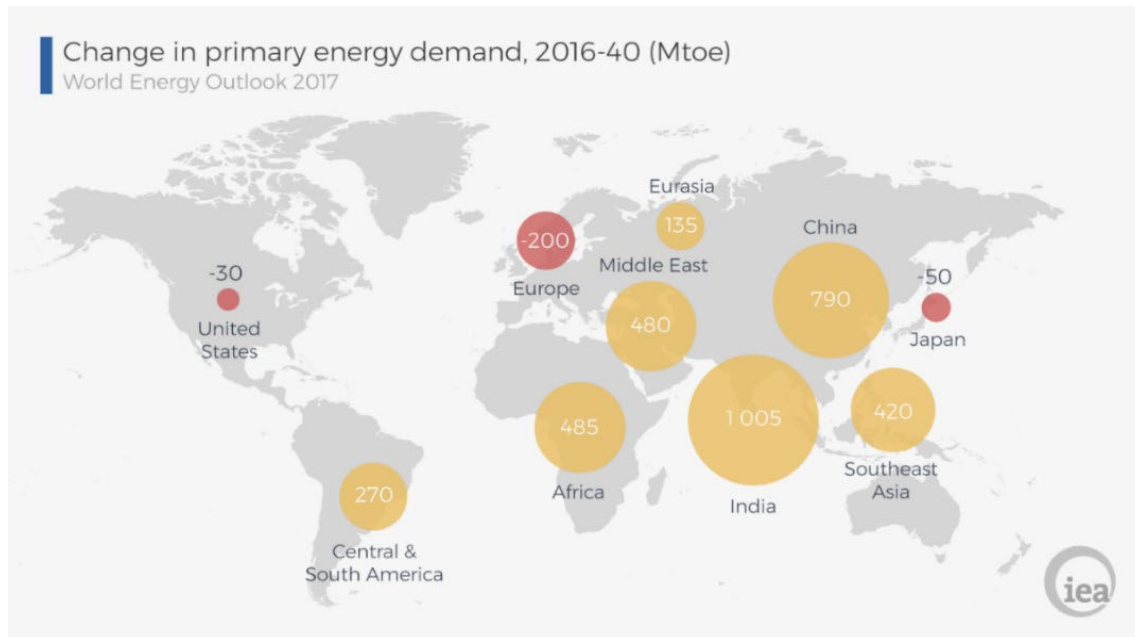 Change in primary energy demand, 2016-40 (Mtoe)
World Energy Outlook 2017
Eurasia
135
China
790
-200
Europe
Middle East
480
-30
United
States
-50
Japan
485
Africa
1 005
India
420
Southeast
Asia
270
Central &
South America
iea